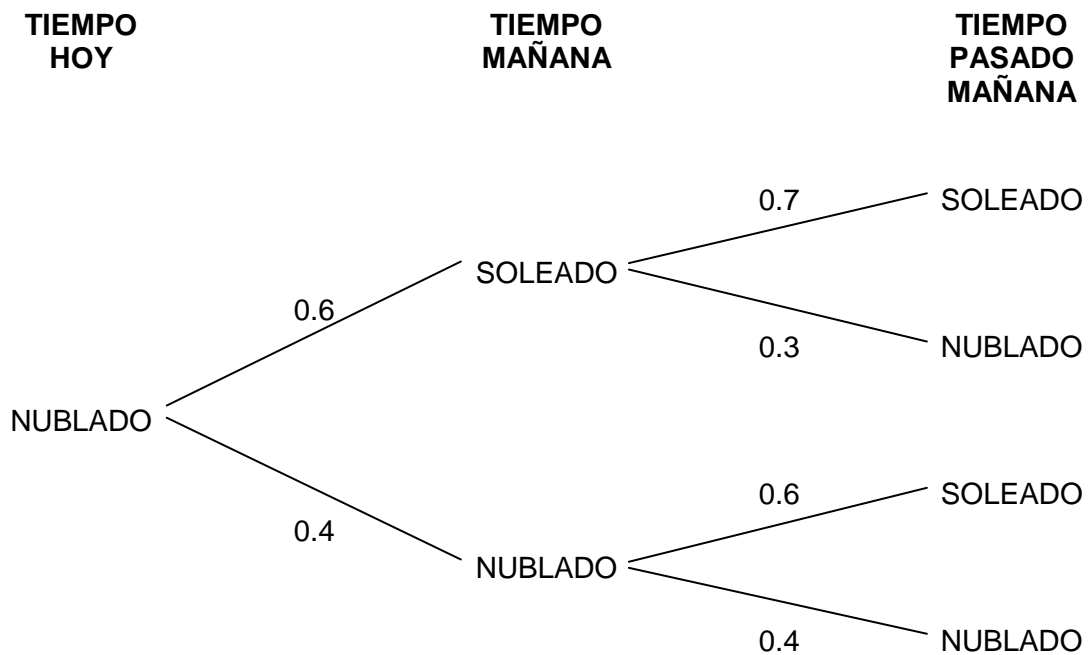 TIEMPO HOY
TIEMPO MAÑANA
TIEMPO PASADO MAÑANA
0.7
SOLEADO
SOLEADO
0.6
0.3
NUBLADO
NUBLADO
0.6
SOLEADO
0.4
NUBLADO
0.4
NUBLADO